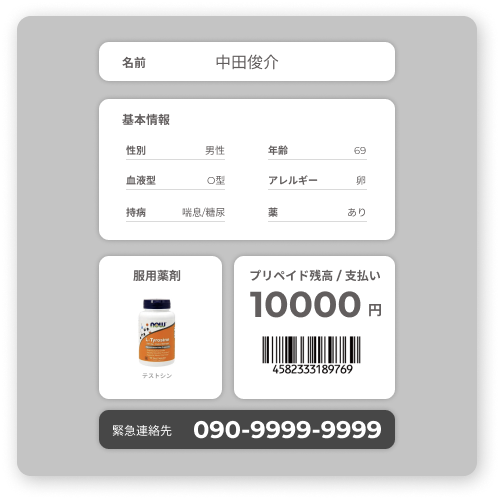 名前 中田俊介
基本情報
性別 男性 年齢 69
血液型 O型 アレルギー 卵
持病 喘息/糖尿 薬 あり
服用薬剤
now
L-Tyrosine
テストシン
プリペイド残高 / 支払い
10000 円
4582333189769
緊急連絡先 090-9999-9999